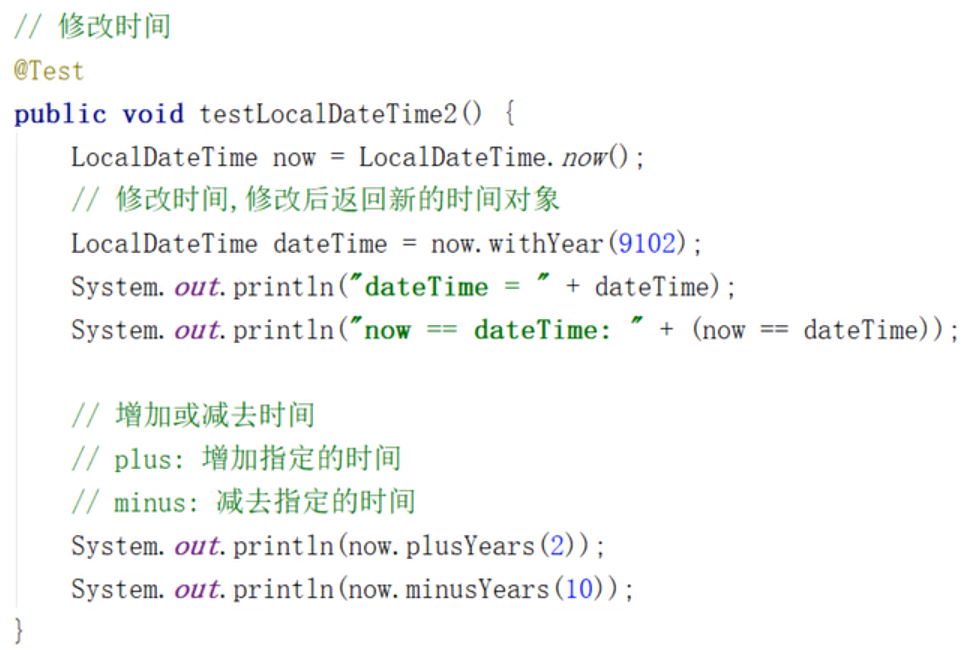 // 修改时间
@Test
public void testLocalDateTime2() {
    LocalDateTime now = LocalDateTime.now();
    // 修改时间,修改后返回新的时间对象
    LocalDateTime dateTime = now.withYear(9102);
    System.out.println("dateTime = " + dateTime);
    System.out.println("now == dateTime: " + (now == dateTime));

    // 增加或减去时间
    // plus: 增加指定的时间
    // minus: 减去指定的时间
    System.out.println(now.plusYears(2));
    System.out.println(now.minusYears(10));
}